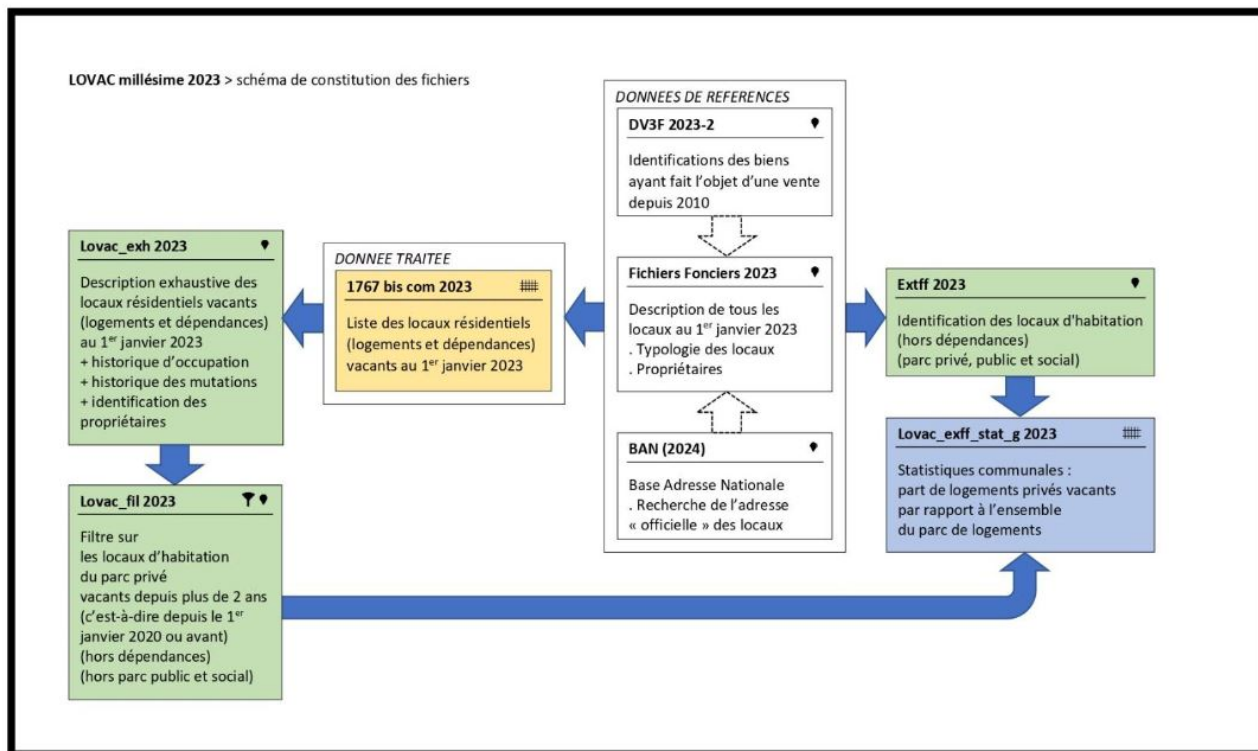 LOVAC millésime 2023 > schéma de constitution des fichiers
DONNEES DE REFERENCES
DV3F 2023-2
Identifications des biens
ayant fait l’objet d’une vente
depuis 2010
Lovac_exh 2023
Description exhaustive des
locaux résidentiels vacants
(logements et dépendances)
au 1er janvier 2023
+ historique d’occupation
+ historique des mutations
+ identification des
propriétaires
DONNEE TRAITEE
1767 bis com 2023
Liste des locaux résidentiels
(logements et dépendances)
vacants au 1er janvier 2023
Fichiers Fonciers 2023
Description de tous les
locaux au 1er janvier 2023
. Typologie des locaux
. Propriétaires
Extff 2023
Identification des locaux d'habitation
(hors dépendances)
(parc privé, public et social)
BAN (2024)
Base Adresse Nationale
. Recherche de l’adresse
« officielle » des locaux
Lovac_exff_stat_g 2023
Statistiques communales :
part de logements privés vacants
par rapport à l’ensemble
du parc de logements
Lovac_fil 2023
Filtre sur
les locaux d’habitation
du parc privé
vacants depuis plus de 2 ans
(c’est-à-dire depuis le 1er
janvier 2020 ou avant)
(hors dépendances)
(hors parc public et social)